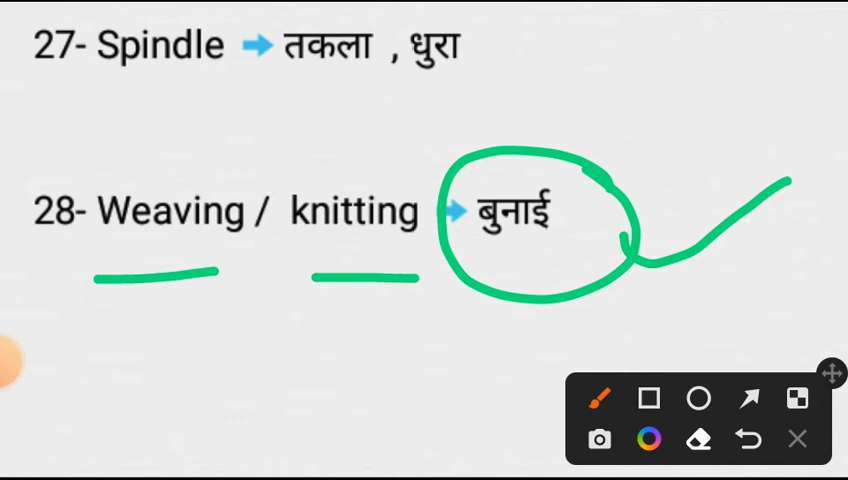 27- Spindle ➡ तकला , धुरा
28- Weaving / knitting ➡ बुनाई